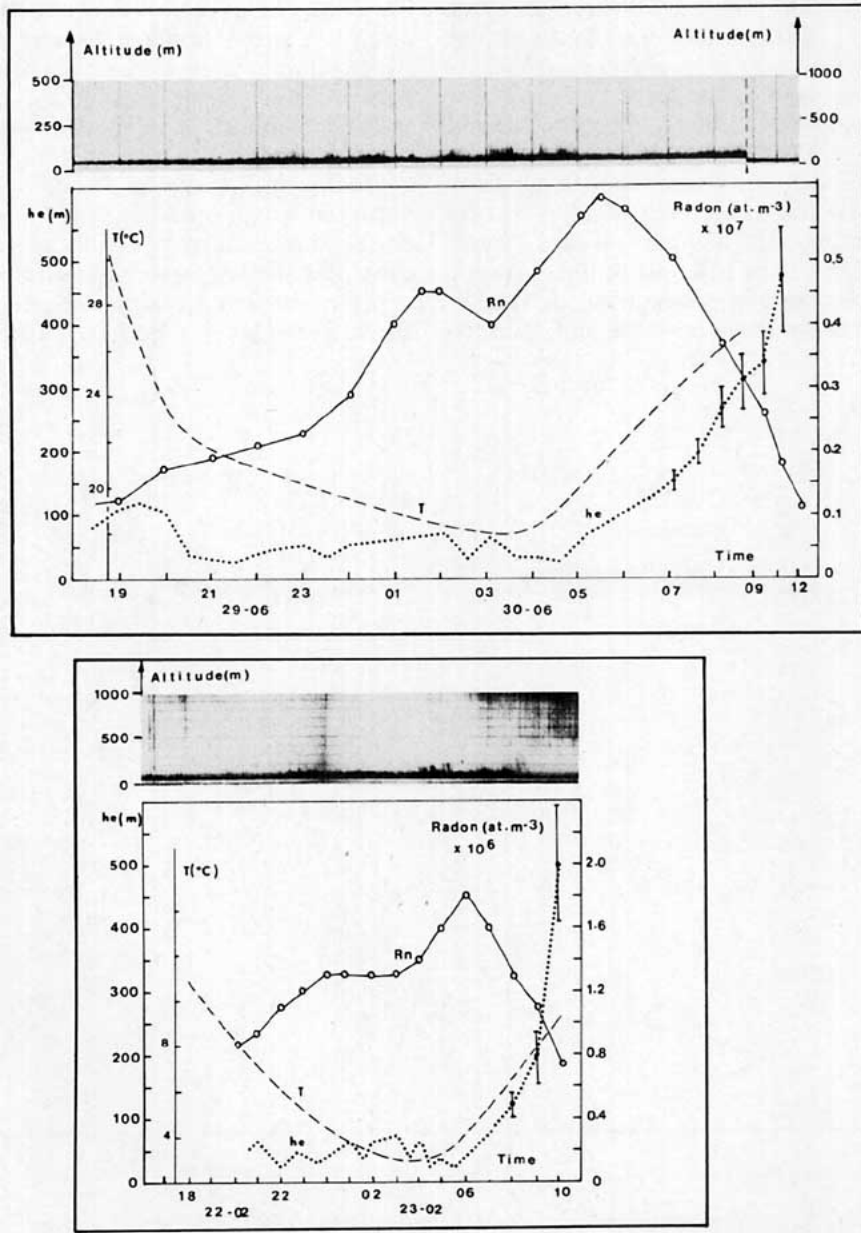 Altitude (m)
Altitude(m)
500
250
0
1000
500
0
he (m)
T(°C)
Radon (at.m-3)
x 10⁷
500
400
300
200
100
0
28
24
20
0,5
0,4
0,3
0,2
0,1
0
Rn
T
he
Time
19 21 23 01 03 05 07 09 12
29-06 30-06
Altitude(m)
1000
500
0
he(m)
T(°C)
Radon (at.m-3)
x 10⁶
500
400
300
200
100
0
8
4
2.0
1.6
1.2
0.8
0.4
0
Rn
T
he
Time
18 22 02 06 10
22-02 23-02